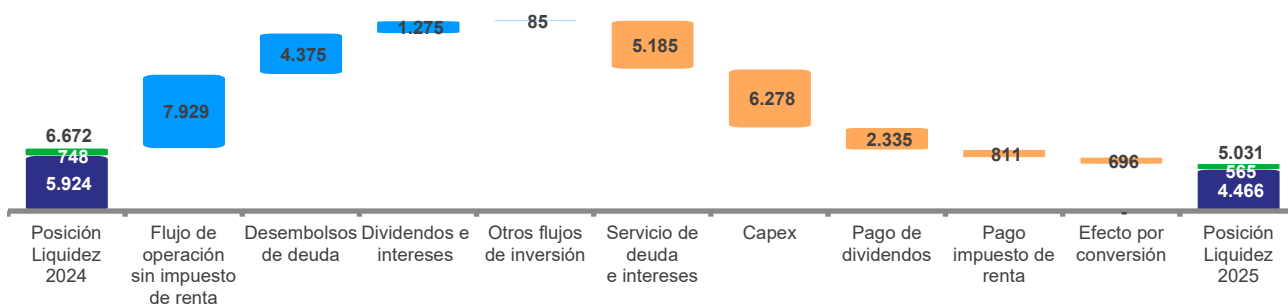 6.672
748
5.924
7.929
4.375
1.275
85
5.185
6.278
2.335
811
696
5.031
565
4.466
Posición
Liquidez
2024
Flujo de
operación
sin impuesto
de renta
Desembolsos
de deuda
Dividendos e
intereses
Otros flujos
de inversión
Servicio de
deuda
e intereses
Capex
Pago de
dividendos
Pago
impuesto de
renta
Efecto por
conversión
Posición
Liquidez
2025